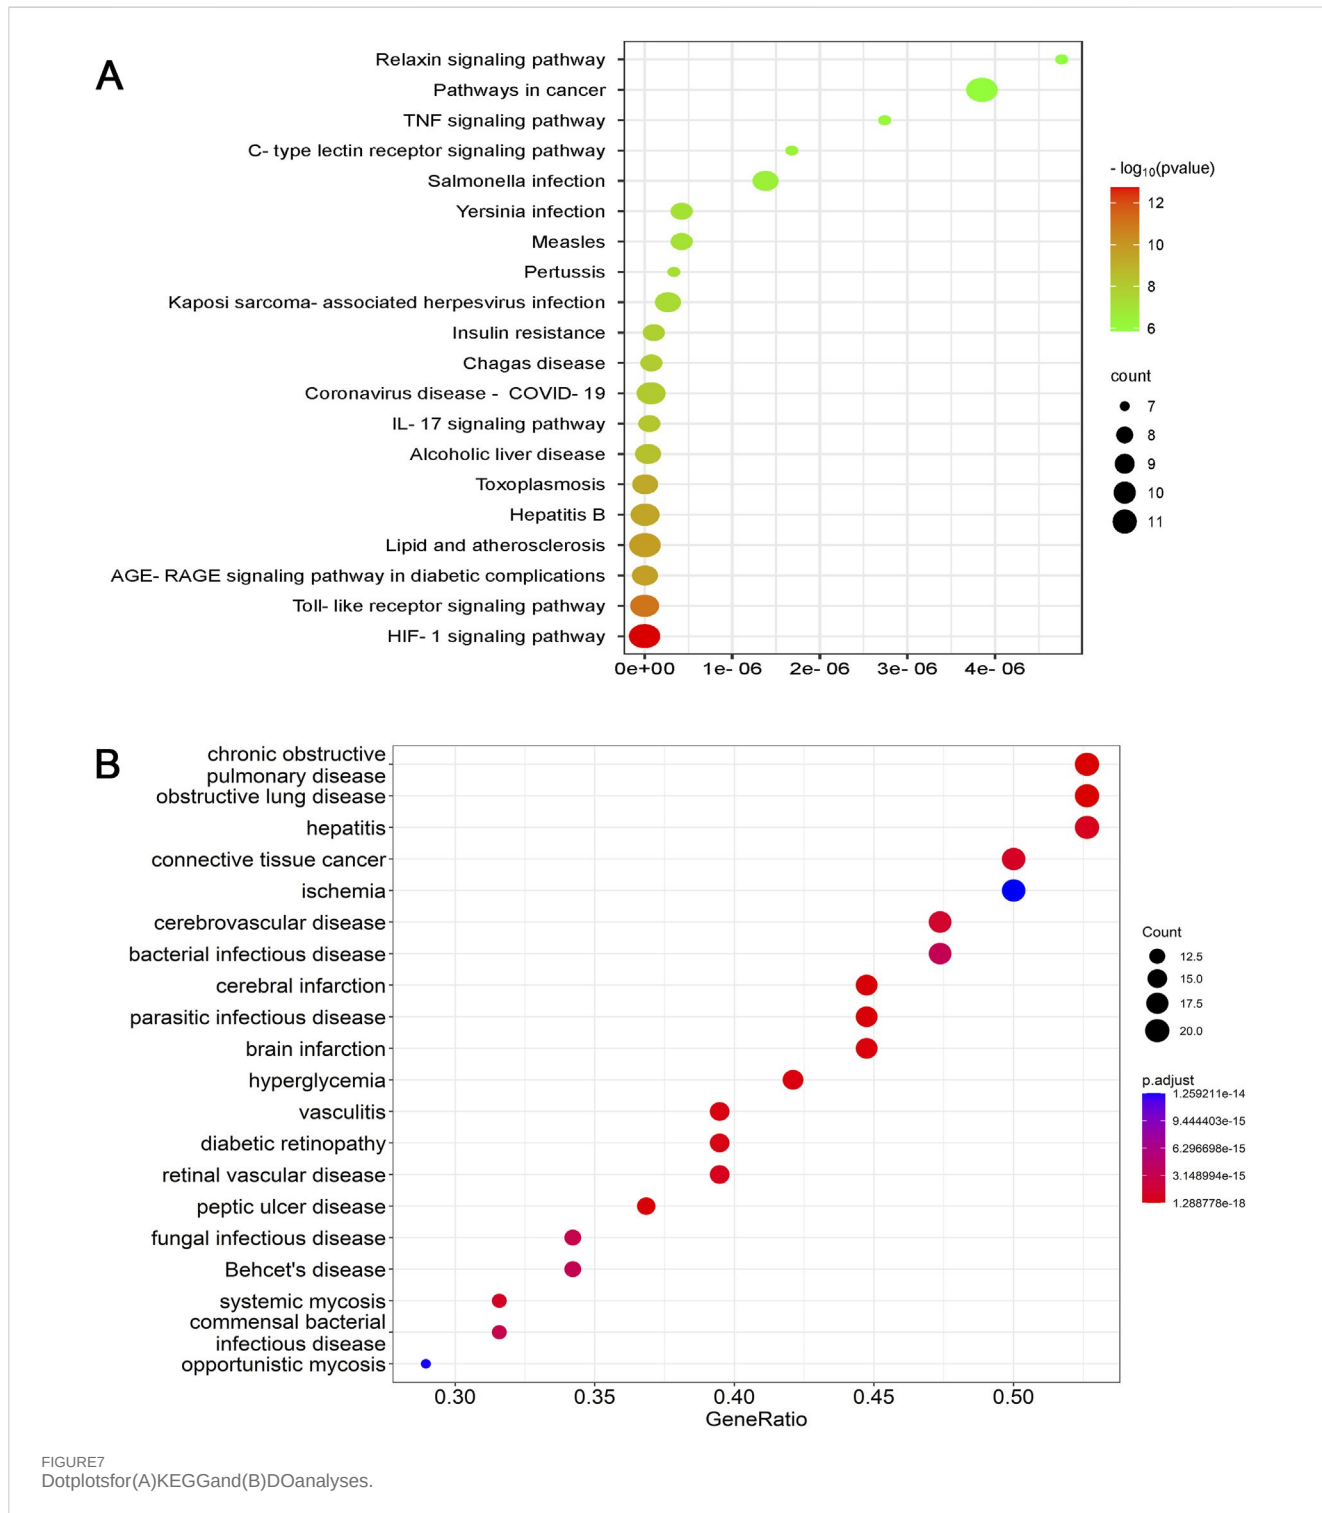 A
Relaxin signaling pathway
Pathways in cancer
TNF signaling pathway
C- type lectin receptor signaling pathway
Salmonella infection
Yersinia infection
Measles
Pertussis
Kaposi sarcoma- associated herpesvirus infection
Insulin resistance
Chagas disease
Coronavirus disease - COVID- 19
IL- 17 signaling pathway
Alcoholic liver disease
Toxoplasmosis
Hepatitis B
Lipid and atherosclerosis
AGE- RAGE signaling pathway in diabetic complications
Toll- like receptor signaling pathway
HIF- 1 signaling pathway
0e+00 1e- 06 2e- 06 3e- 06 4e- 06
- log10(pvalue)
12
10
8
6
count
7
8
9
10
11
B
chronic obstructive
pulmonary disease
obstructive lung disease
hepatitis
connective tissue cancer
ischemia
cerebrovascular disease
bacterial infectious disease
cerebral infarction
parasitic infectious disease
brain infarction
hyperglycemia
vasculitis
diabetic retinopathy
retinal vascular disease
peptic ulcer disease
fungal infectious disease
Behcet's disease
systemic mycosis
commensal bacterial
infectious disease
opportunistic mycosis
0.30 0.35 0.40 0.45 0.50
GeneRatio
Count
12.5
15.0
17.5
20.0
p.adjust
1.259211e-14
9.444403e-15
6.296698e-15
3.148994e-15
1.288778e-18
FIGURE7
Dotplotsfor(A)KEGGand(B)DOanalyses.